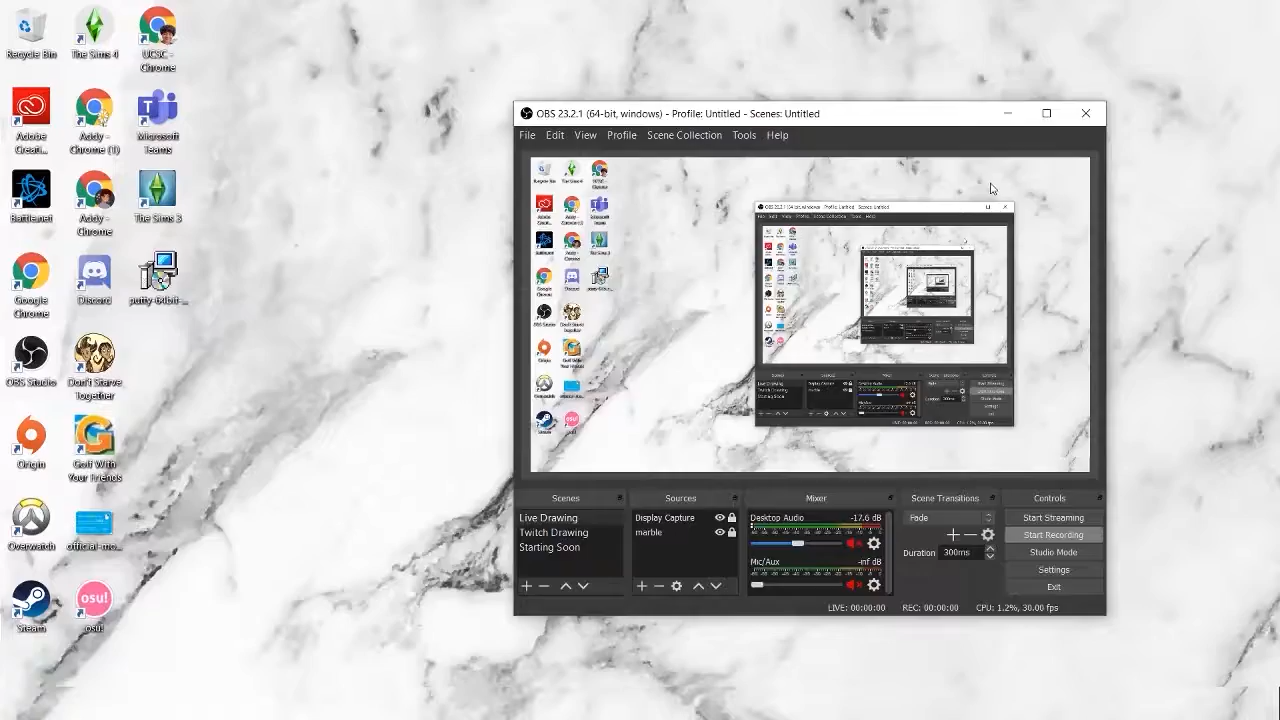 Recycle Bin
The Sims 4
UCSC -
Chrome
Adobe
Creati...
Addy -
Chrome (1)
Microsoft
Teams
Battle.net
Addy -
Chrome
The Sims 3
Google
Chrome
Discord
putty-64bit-...
OBS Studio
Don't Starve
Together
Origin
Golf With
Your Friends
Overwatch
official-mo...
Steam
osu!
osu!
OBS 23.2.1 (64-bit, windows) - Profile: Untitled - Scenes: Untitled
File Edit View Profile Scene Collection Tools Help
Scenes
Live Drawing
Twitch Drawing
Starting Soon
Sources
Display Capture
marble
Mixer
Desktop Audio -17.6 dB
Mic/Aux -inf dB
Scene Transitions
Fade
Duration 300ms
Controls
Start Streaming
Start Recording
Studio Mode
Settings
Exit
LIVE: 00:00:00 REC: 00:00:00 CPU: 1.2%, 30.00 fps